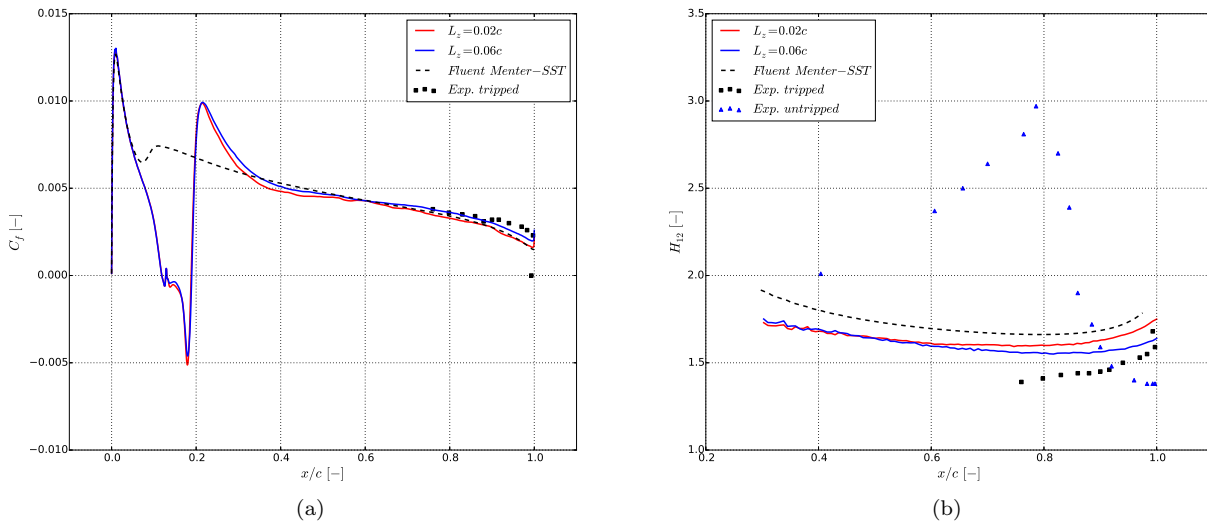 0.015
0.010
0.005
0.000
−0.005
−0.010
0.0 0.2 0.4 0.6 0.8 1.0
x/c [−]
C_f [−]
L_z=0.02c
L_z=0.06c
Fluent Menter−SST
Exp. tripped
(a)
3.5
3.0
2.5
2.0
1.5
1.0
0.2 0.4 0.6 0.8 1.0
x/c [−]
H_12 [−]
L_z=0.02c
L_z=0.06c
Fluent Menter−SST
Exp. tripped
Exp. untripped
(b)